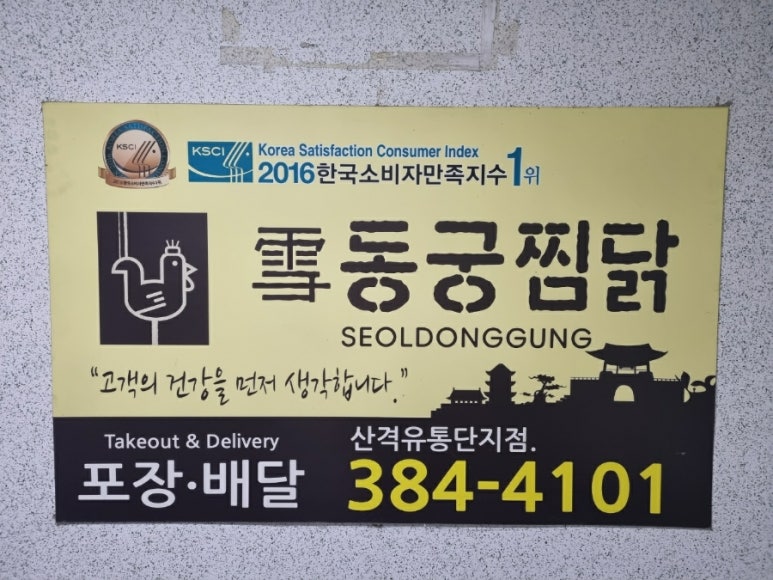 KSCI
KSCI
Korea Satisfaction Consumer Index
2016한국소비자만족지수1위
雪동궁찜닭
SEOLDONGGUNG
“고객의 건강을 먼저 생각합니다.”
Takeout & Delivery
포장·배달
산격유통단지점.
384-4101